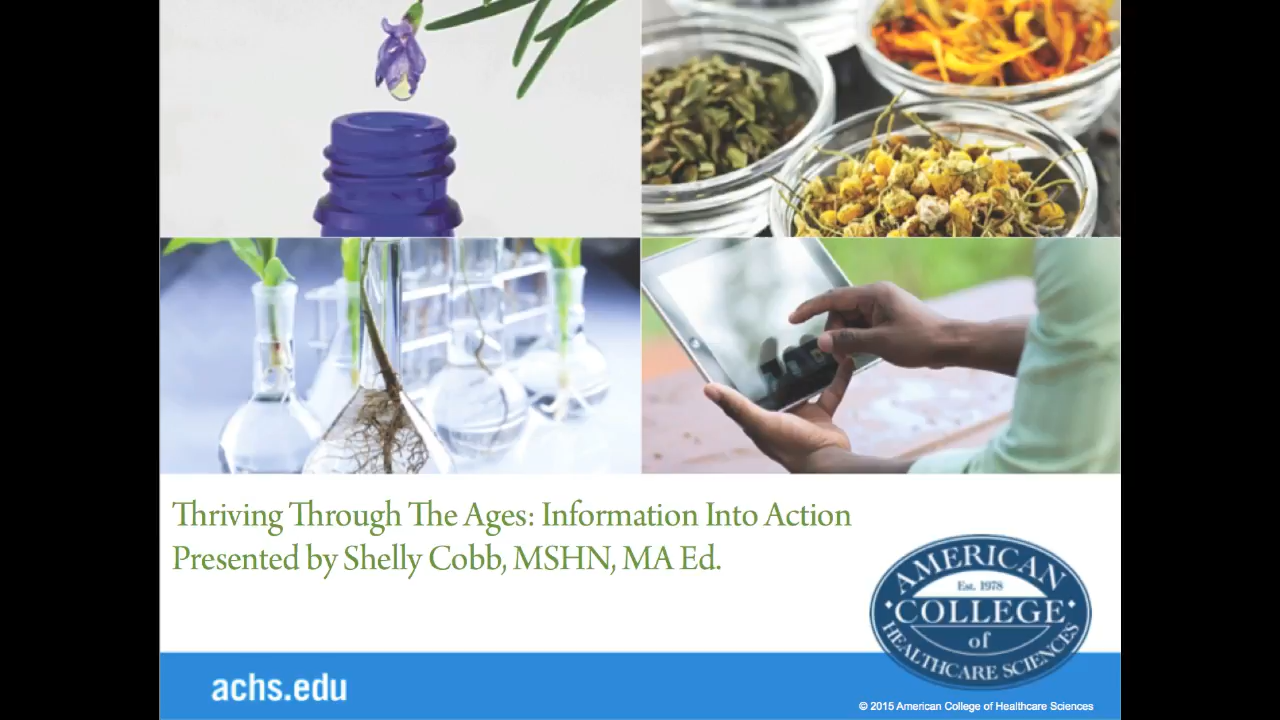 Thriving Through The Ages: Information Into Action
Presented by Shelly Cobb, MSHN, MA Ed.
AMERICAN
Est. 1978
COLLEGE
of
HEALTHCARE SCIENCES
achs.edu
© 2015 American College of Healthcare Sciences